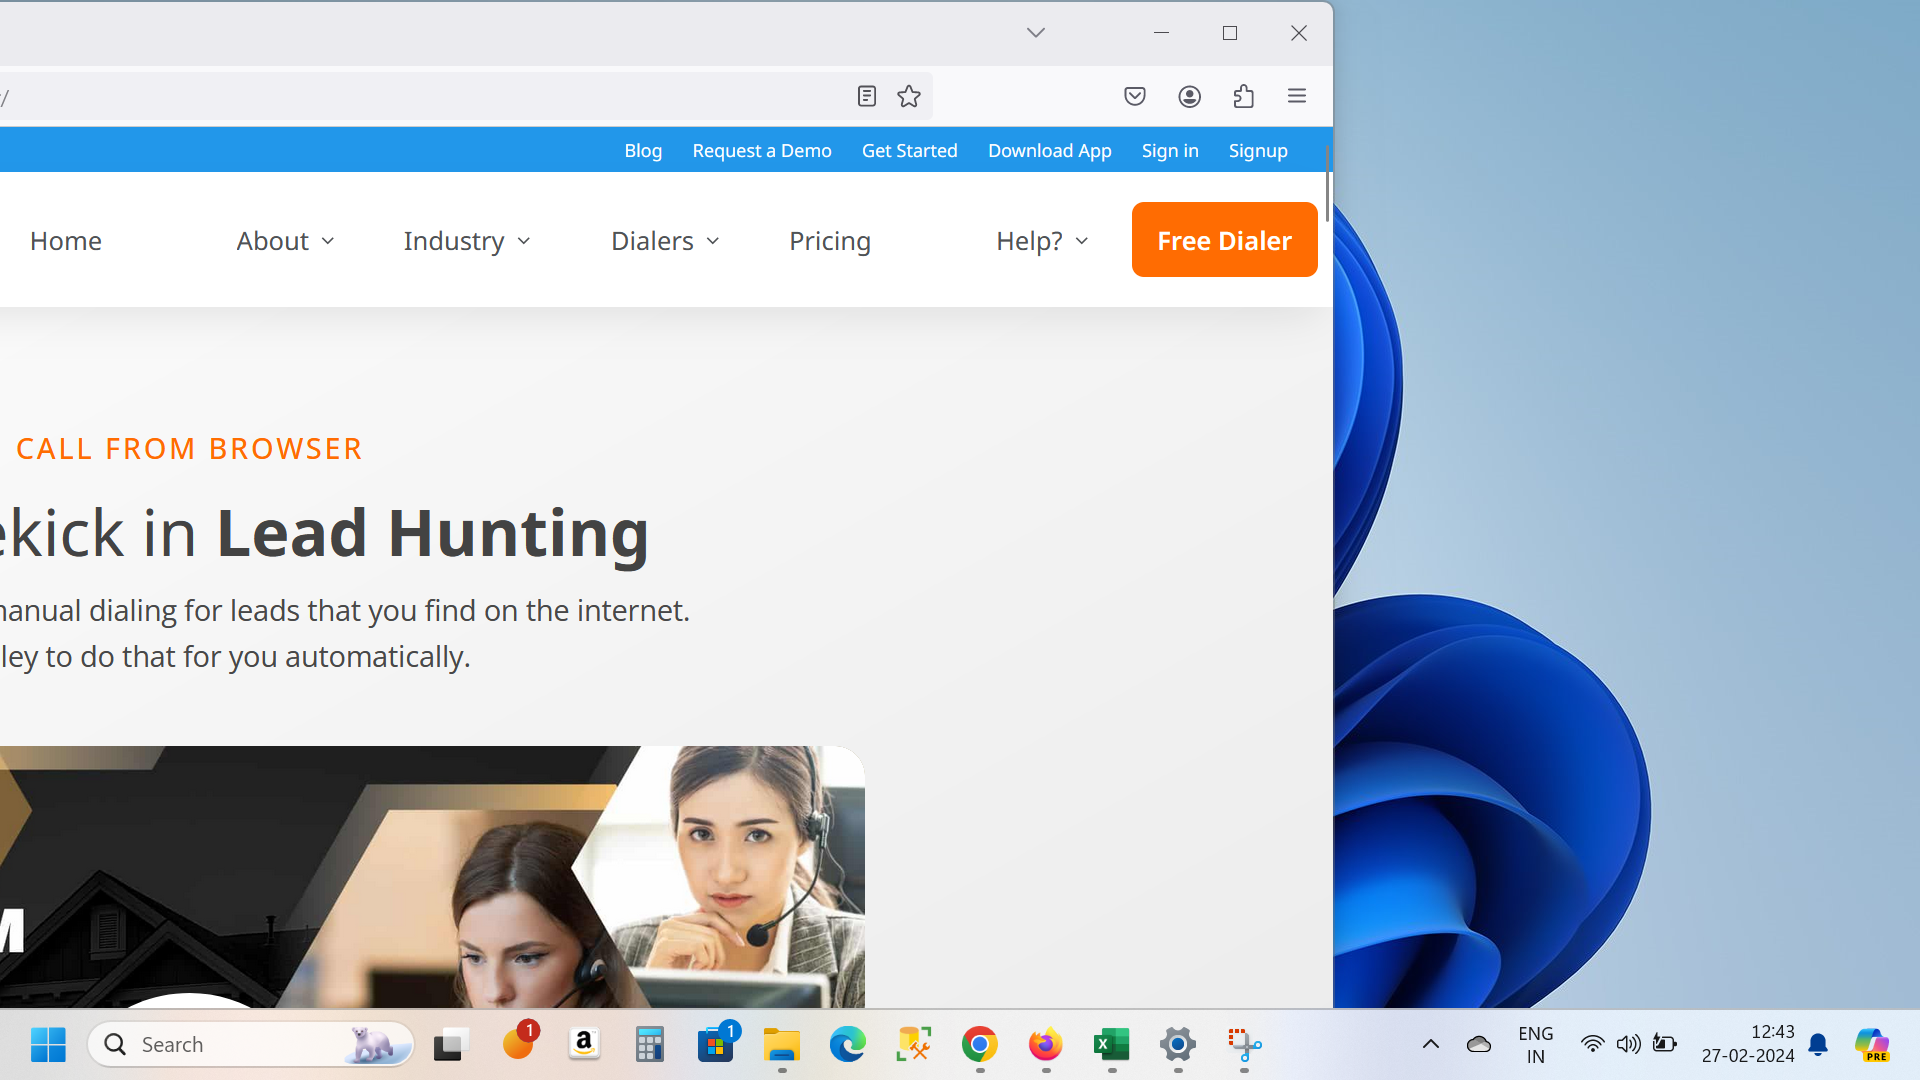 /
Blog Request a Demo Get Started Download App Sign in Signup
Home About Industry Dialers Pricing Help? Free Dialer
CALL FROM BROWSER
ekick in Lead Hunting
manual dialing for leads that you find on the internet.
ley to do that for you automatically.
M
Search
1
a
1
X
ENG
IN
12:43
27-02-2024
PRE